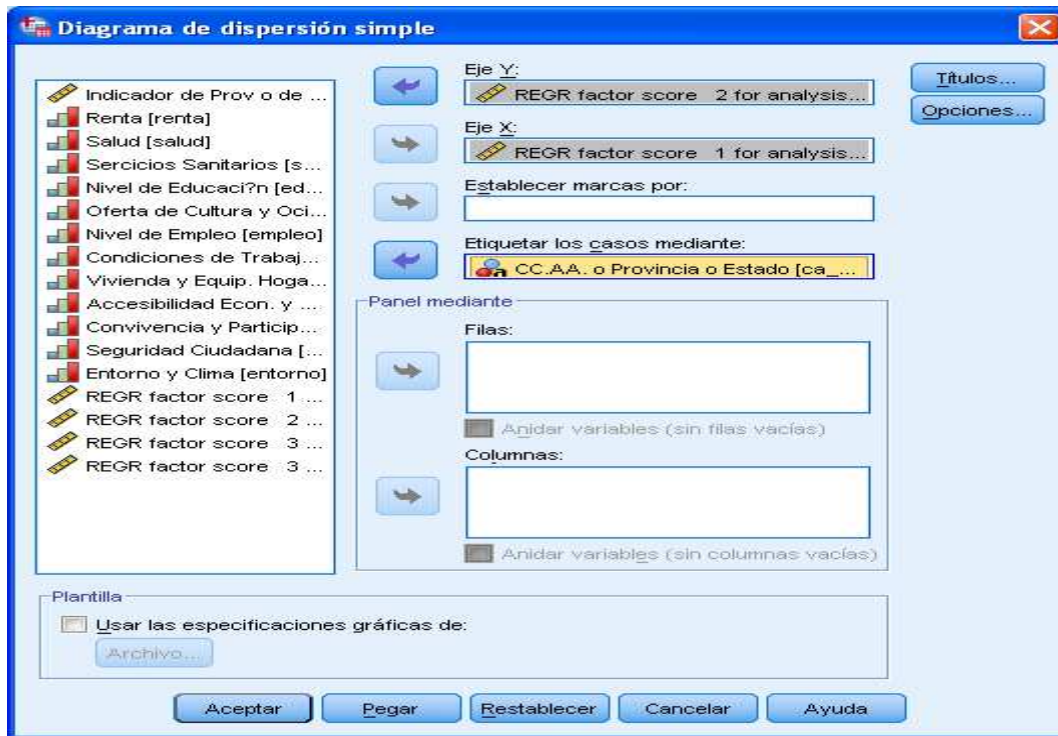 Diagrama de dispersión simple
Indicador de Prov o de ...
Renta [renta]
Salud [salud]
Sercicios Sanitarios [s...
Nivel de Educaci?n [ed...
Oferta de Cultura y Oci...
Nivel de Empleo [empleo]
Condiciones de Trabaj...
Vivienda y Equip. Hoga...
Accesibilidad Econ. y ...
Convivencia y Particip...
Seguridad Ciudadana [...
Entorno y Clima [entorno]
REGR factor score 1 ...
REGR factor score 2 ...
REGR factor score 3 ...
REGR factor score 3 ...
Eje Y:
REGR factor score 2 for analysis...
Eje X:
REGR factor score 1 for analysis...
Establecer marcas por:
Etiquetar los casos mediante:
CC.AA. o Provincia o Estado [ca_...
Panel mediante
Filas:
Anidar variables (sin filas vacías)
Columnas:
Anidar variables (sin columnas vacías)
Títulos...
Opciones...
Plantilla
Usar las especificaciones gráficas de:
Archivo...
Aceptar
Pegar
Restablecer
Cancelar
Ayuda